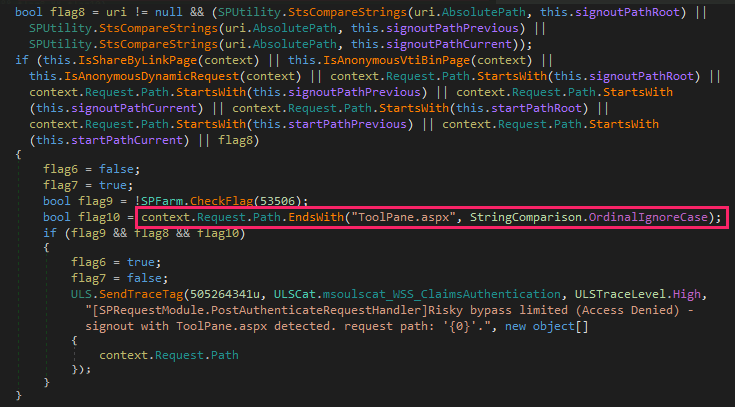 bool flag8 = uri != null && (SPUtility.StsCompareStrings(uri.AbsolutePath, this.signoutPathRoot) ||
SPUtility.StsCompareStrings(uri.AbsolutePath, this.signoutPathPrevious) ||
SPUtility.StsCompareStrings(uri.AbsolutePath, this.signoutPathCurrent));
if (this.IsShareByLinkPage(context) || this.IsAnonymousVtiBinPage(context) ||
this.IsAnonymousDynamicRequest(context) || context.Request.Path.StartsWith(this.signoutPathRoot) ||
context.Request.Path.StartsWith(this.signoutPathPrevious) || context.Request.Path.StartsWith
(this.signoutPathCurrent) || context.Request.Path.StartsWith(this.startPathRoot) ||
context.Request.Path.StartsWith(this.startPathPrevious) || context.Request.Path.StartsWith
(this.startPathCurrent) || flag8)
{
flag6 = false;
flag7 = true;
bool flag9 = !SPFarm.CheckFlag(53506);
bool flag10 = context.Request.Path.EndsWith("ToolPane.aspx", StringComparison.OrdinalIgnoreCase);
if (flag9 && flag8 && flag10)
{
flag6 = true;
flag7 = false;
ULS.SendTraceTag(505264341u, ULSCat.msoulscat_WSS_ClaimsAuthentication, ULSTraceLevel.High,
"[SPRequestModule.PostAuthenticateRequestHandler]Risky bypass limited (Access Denied) -
signout with ToolPane.aspx detected. request path: '{0}'.", new object[]
{
context.Request.Path
});
}
}